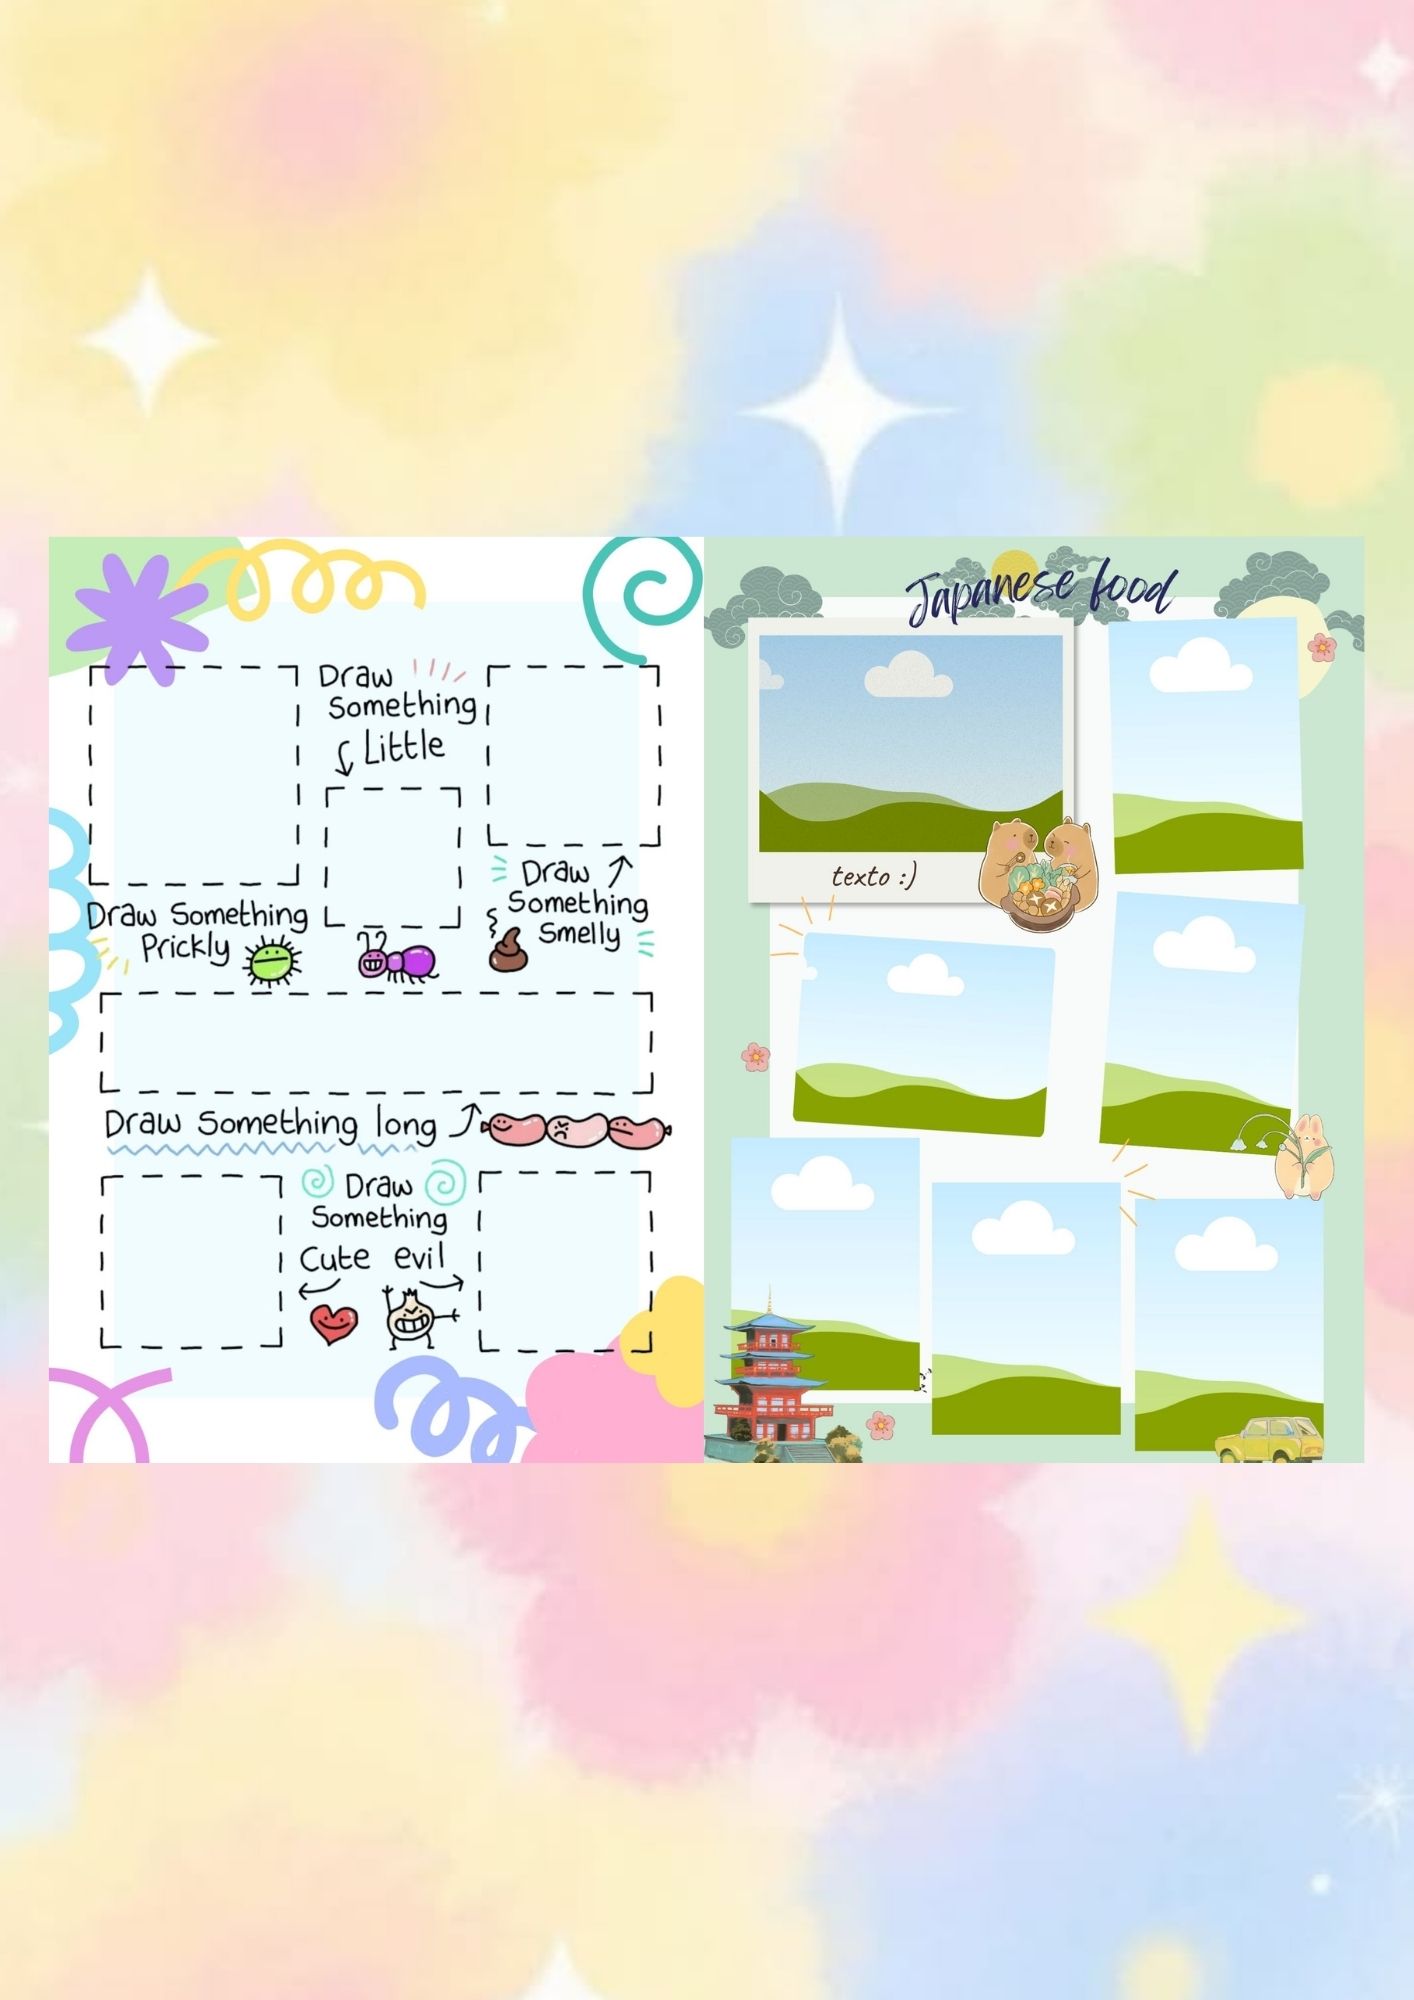 Draw
Something
Little
Draw
Something
Smelly
Draw Something
Prickly
Draw Something long
Draw
Something
Cute evil
Japanese food
texto :)